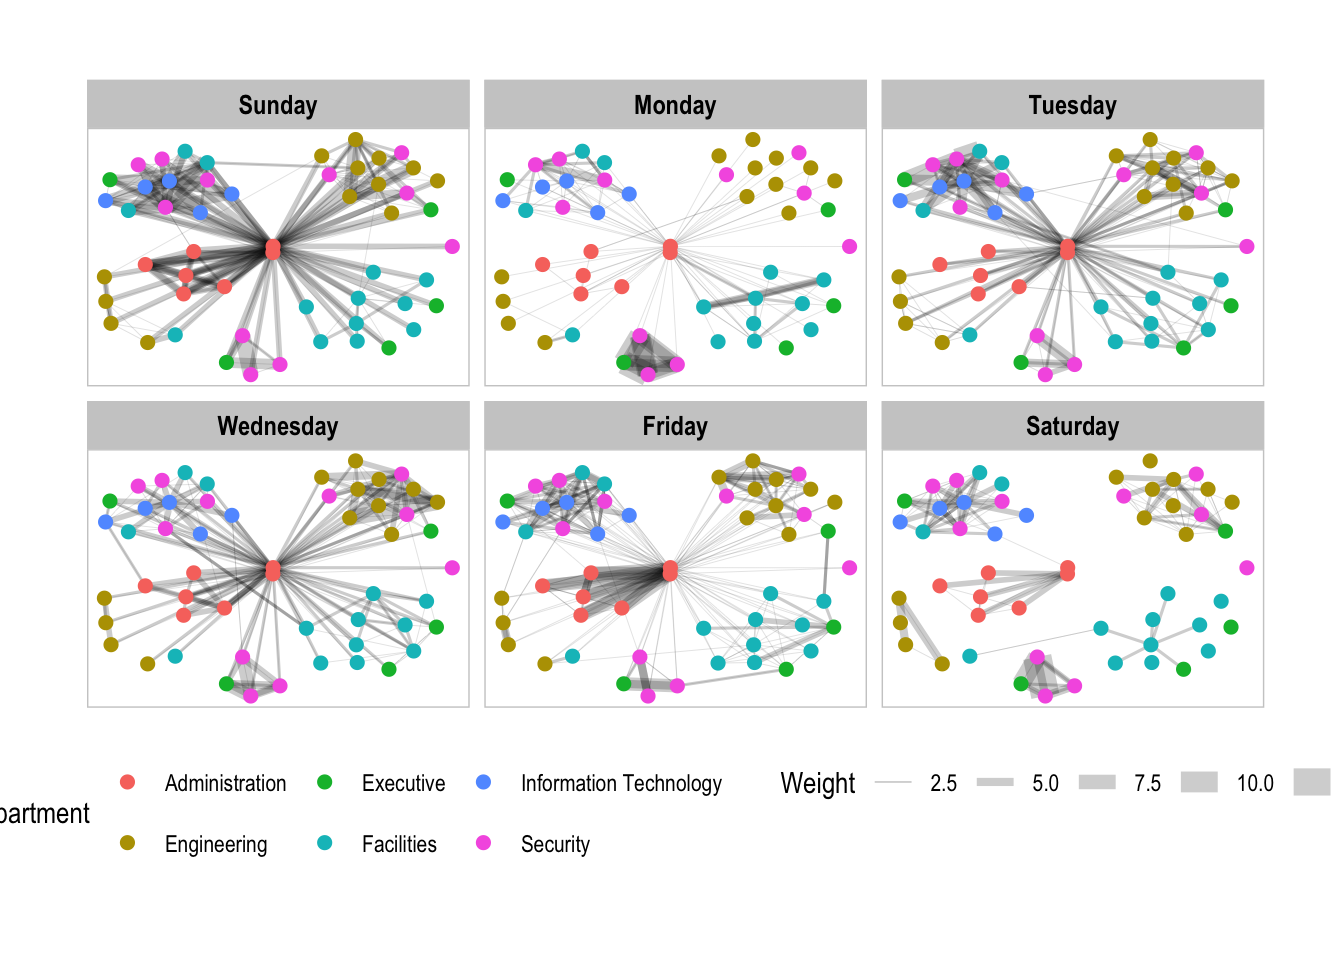 Sunday
Monday
Tuesday
Wednesday
Friday
Saturday
Administration
Executive
Information Technology
Weight
2.5
5.0
7.5
10.0
partment
Engineering
Facilities
Security